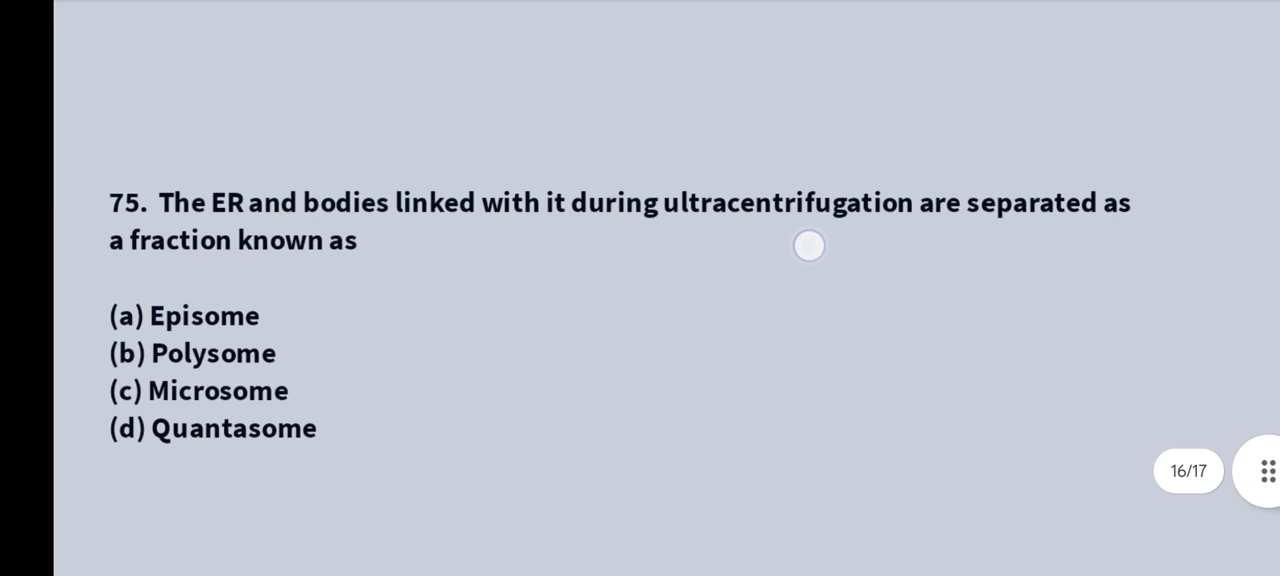 75. The ER and bodies linked with it during ultracentrifugation are separated as
a fraction known as
(a) Episome
(b) Polysome
(c) Microsome
(d) Quantasome
16/17